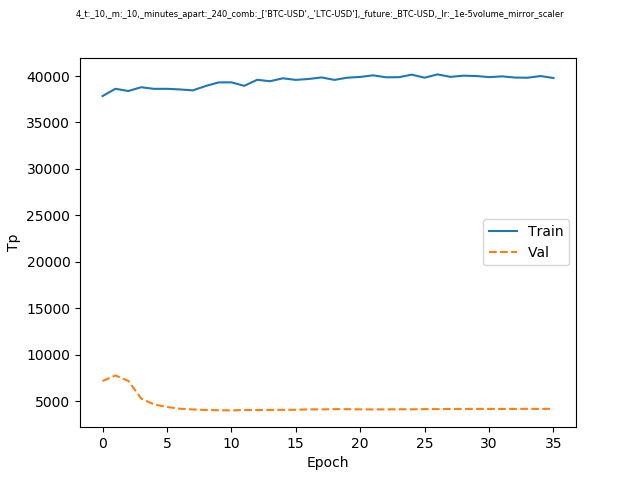 4_t:_10,_m:_10,_minutes_apart:_240_comb:_['BTC-USD',_'LTC-USD'],_future:_BTC-USD,_lr:_1e-5volume_mirror_scaler
40000
35000
30000
25000
20000
15000
10000
5000
Tp
Train
Val
0 5 10 15 20 25 30 35
Epoch